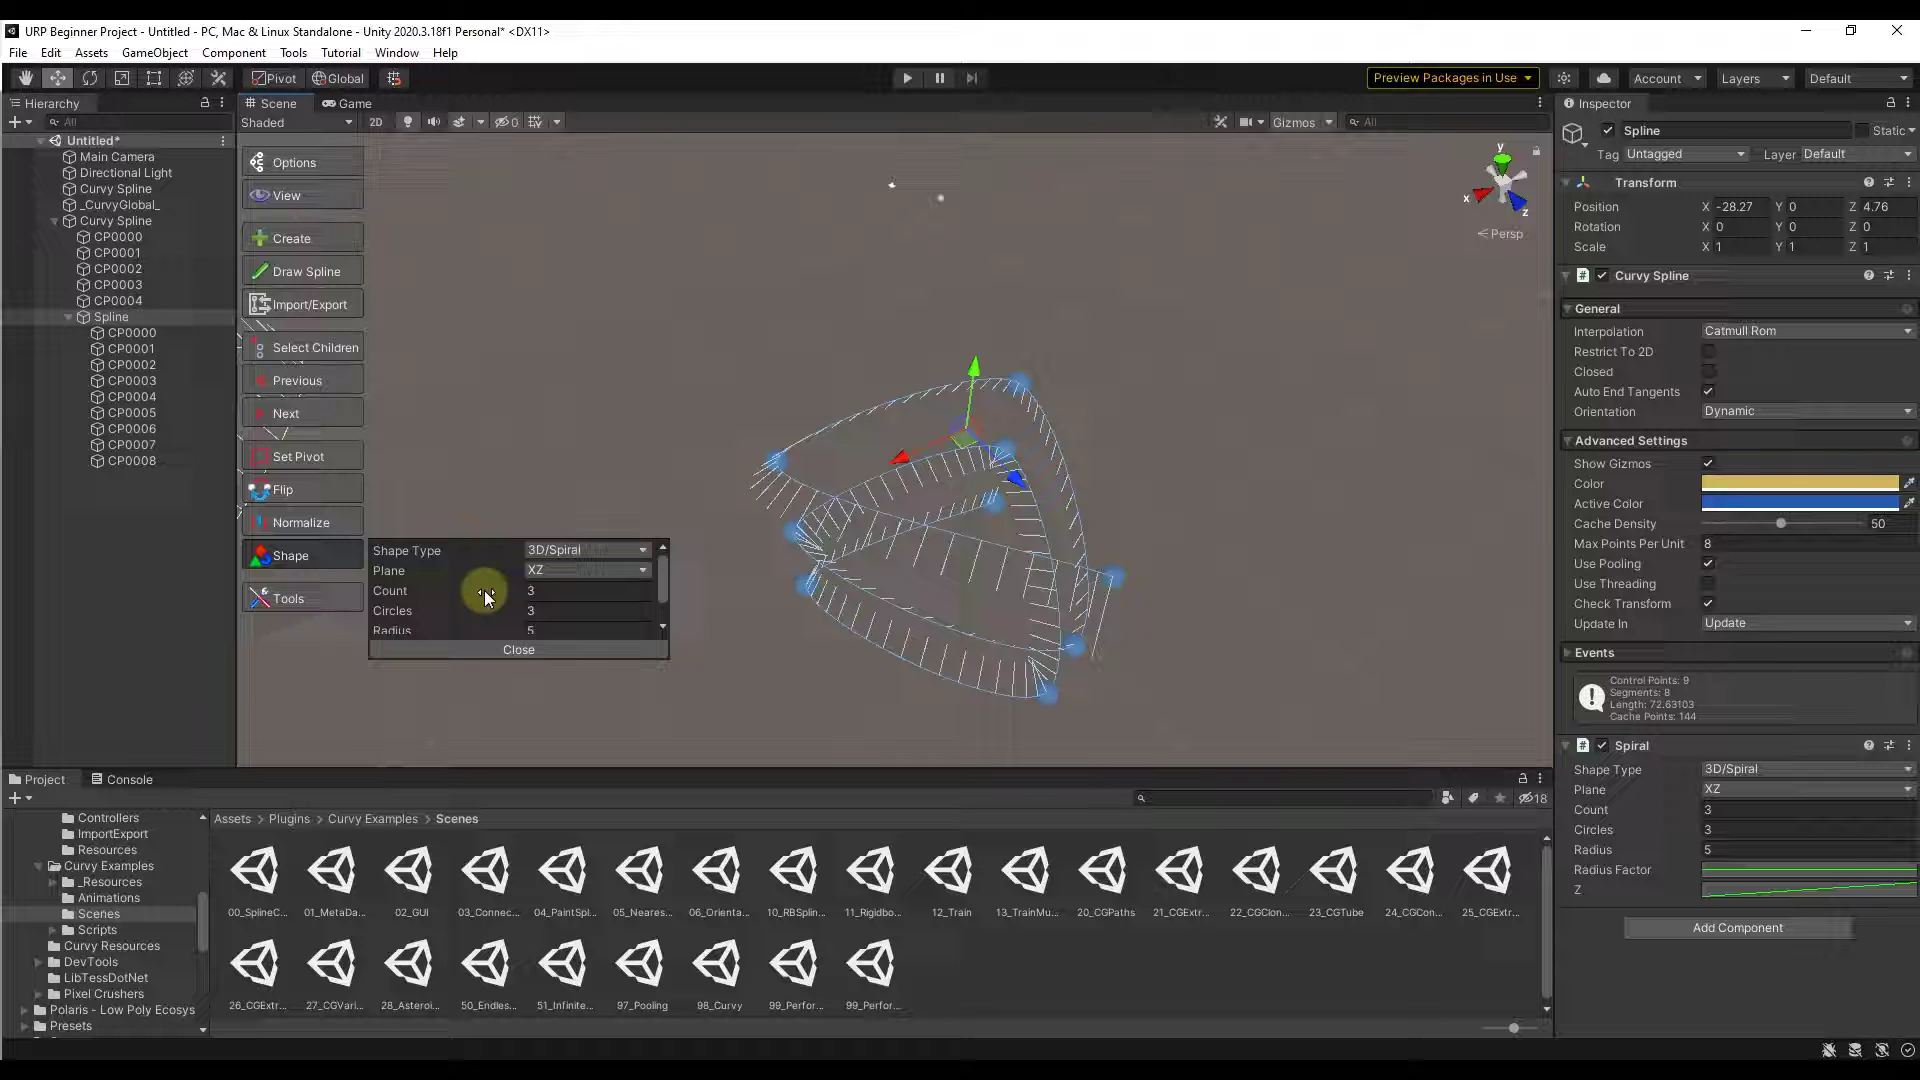 URP Beginner Project - Untitled - PC, Mac & Linux Standalone - Unity 2020.3.18f1 Personal* <DX11>
File Edit Assets GameObject Component Tools Tutorial Window Help
Pivot Global Preview Packages in Use Account Layers Default
Hierarchy
All
Untitled*
Main Camera
Directional Light
Curvy Spline
_CurvyGlobal_
Curvy Spline
CP0000
CP0001
CP0002
CP0003
CP0004
Spline
CP0000
CP0001
CP0002
CP0003
CP0004
CP0005
CP0006
CP0007
CP0008
Scene Game
Shaded 2D 0 Gizmos All
Options
View
Create
Draw Spline
Import/Export
Select Children
Previous
Next
Set Pivot
Flip
Normalize
Shape
Tools
Shape Type 3D/Spiral
Plane XZ
Count 3
Circles 3
Radius 5
Close
y
x
z
Persp
Inspector
Spline Static
Tag Untagged Layer Default
Transform
Position X -28.27 Y 0 Z 4.76
Rotation X 0 Y 0 Z 0
Scale X 1 Y 1 Z 1
Curvy Spline
General
Interpolation Catmull Rom
Restrict To 2D
Closed
Auto End Tangents
Orientation Dynamic
Advanced Settings
Show Gizmos
Color
Active Color
Cache Density 50
Max Points Per Unit 8
Use Pooling
Use Threading
Check Transform
Update In Update
Events
Control Points: 9
Segments: 8
Length: 72.63103
Cache Points: 144
Spiral
Shape Type 3D/Spiral
Plane XZ
Count 3
Circles 3
Radius 5
Radius Factor
Z
Add Component
Project Console
18
Controllers
ImportExport
Resources
Curvy Examples
_Resources
Animations
Scenes
Scripts
Curvy Resources
DevTools
LibTessDotNet
Pixel Crushers
Polaris - Low Poly Ecosys
Presets
Assets > Plugins > Curvy Examples > Scenes
00_SplineC... 01_MetaDa... 02_GUI 03_Connec... 04_PaintSpl... 05_Neares... 06_Orienta... 10_RBSplin... 11_Rigidbo... 12_Train 13_TrainMu... 20_CGPaths 21_CGExtr... 22_CGClon... 23_CGTube 24_CGCon... 25_CGExtr...
26_CGExtr... 27_CGVari... 28_Asteroi... 50_Endles... 51_Infinite... 97_Pooling 98_Curvy 99_Perfor... 99_Perfor...